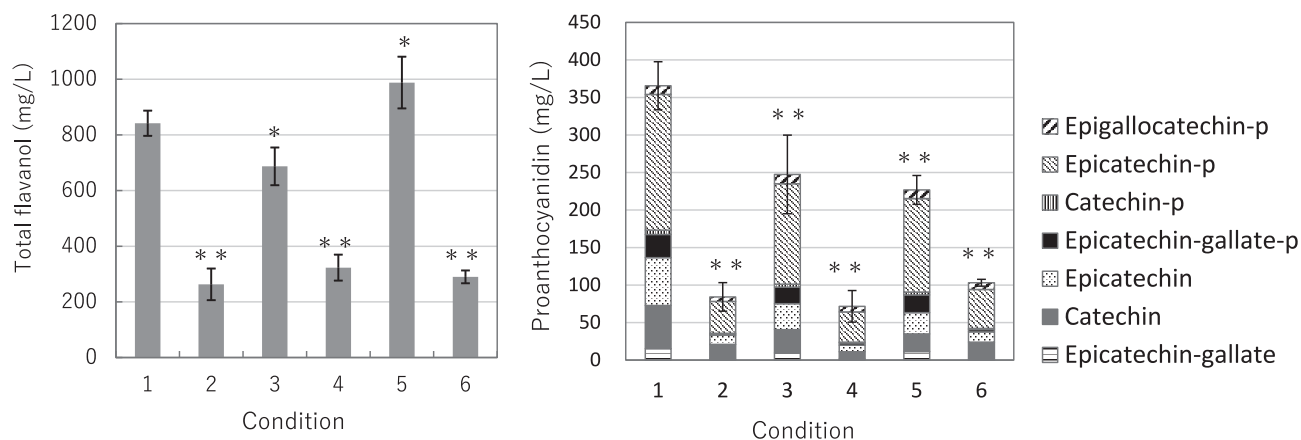 Total flavanol (mg/L)
1200
1000
800
600
400
200
0
*
*
**
**
**
1 2 3 4 5 6
Condition
Proanthocyanidin (mg/L)
450
400
350
300
250
200
150
100
50
0
**
**
**
**
**
1 2 3 4 5 6
Condition
Epigallocatechin-p
Epicatechin-p
Catechin-p
Epicatechin-gallate-p
Epicatechin
Catechin
Epicatechin-gallate